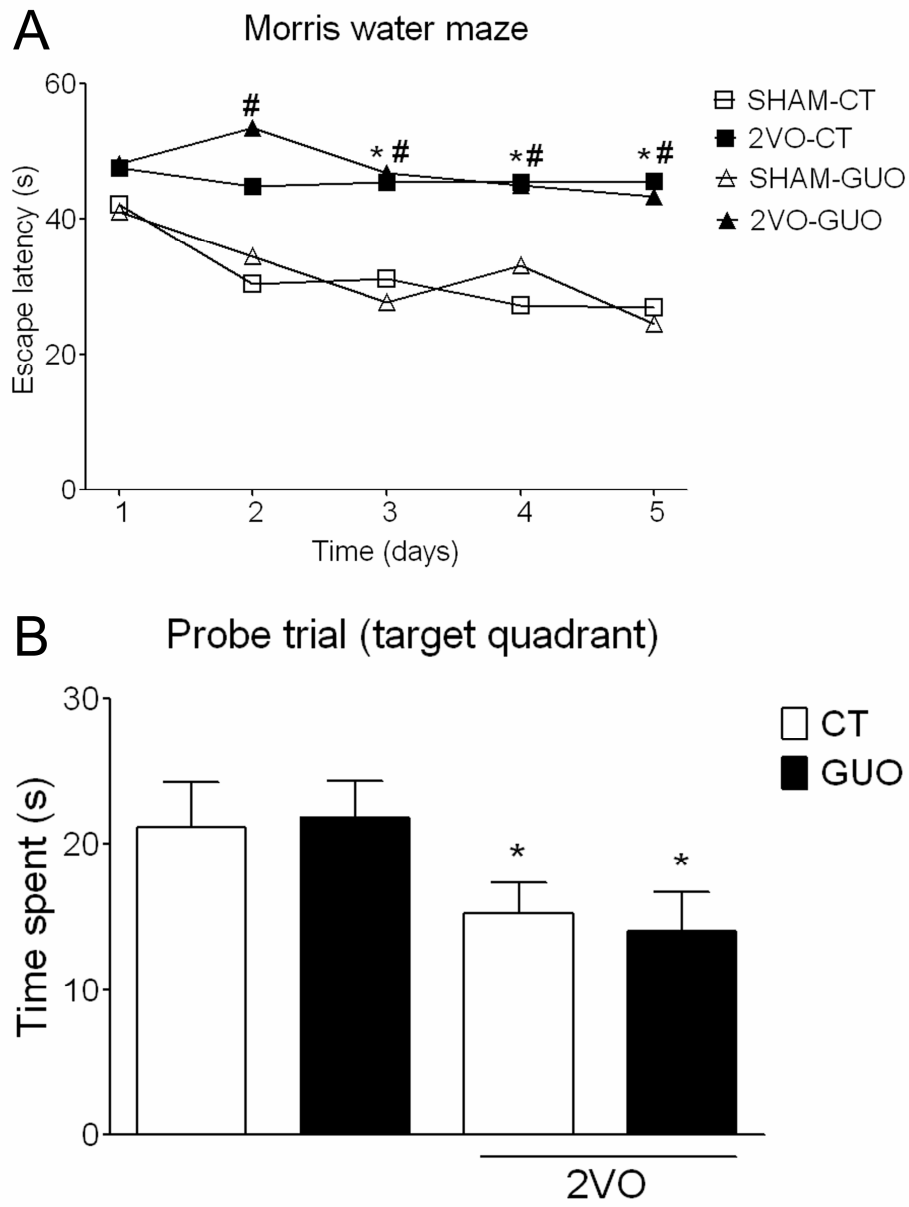 A
Morris water maze
60
40
20
0
Escape latency (s)
#
* #
*#
* #
1 2 3 4 5
Time (days)
SHAM-CT
2VO-CT
SHAM-GUO
2VO-GUO
B
Probe trial (target quadrant)
30
20
10
0
Time spent (s)
*
*
2VO
CT
GUO